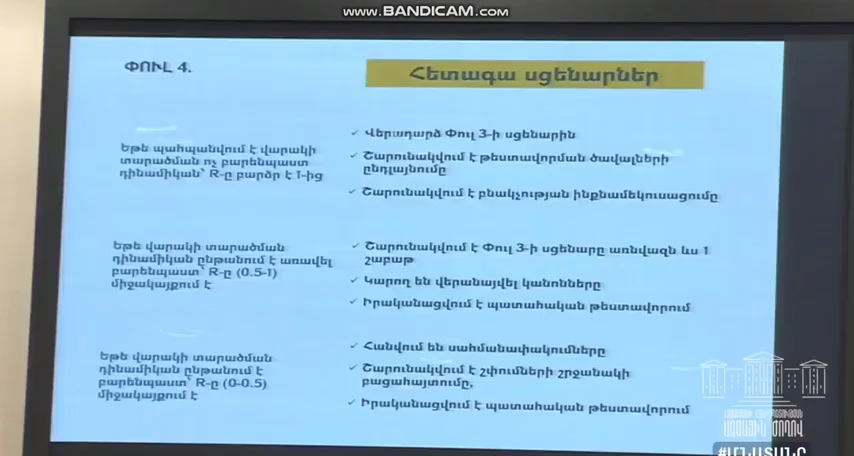 www.BANDICAM.com
ՓՈՒԼ 4.
Հետագա սցենարներ
Եթե պահպանվում է վարակի
տարածման ոչ բարենպաստ
դինամիկան՝ R-ը բարձր է 1-ից
✓ Վերադարձ Փուլ 3-ի սցենարին
✓ Շարունակվում է թեստավորման ծավալների
ընդլայնումը
✓ Շարունակվում է բնակչության ինքնամեկուսացումը
Եթե վարակի տարածման
դինամիկան ընթանում է առավել
բարենպաստ՝ R-ը (0.5-1)
միջակայքում է
✓ Շարունակվում է Փուլ 3-ի սցենարը առնվազն ևս 1
շաբաթ
✓ Կարող են վերանայվել կանոնները
✓ Իրականացվում է պատահական թեստավորում
Եթե վարակի տարածման
դինամիկան ընթանում է
բարենպաստ՝ R-ը (0-0.5)
միջակայքում է
✓ Հանվում են սահմանափակումները
✓ Շարունակվում է շփումների շրջանակի
բացահայտումը,
✓ Իրականացվում է պատահական թեստավորում
ԱԶԳԱՅԻՆ ԺՈՂՈՎ
#ՄՆԱՏԱՆԸ